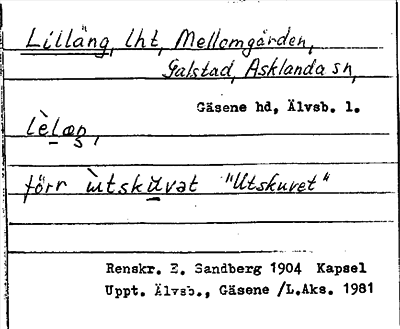 Lilläng, lht, Mellomgården,
Galstad, Asklanda sn,
Gäsene hd, Älvsb. l.
lèlæŋ,
förr ùtskuvət "Utskuvet"
Renskr. E. Sandberg 1904 Kapsel
Uppt. Älvsb., Gäsene /L.Aks. 1981